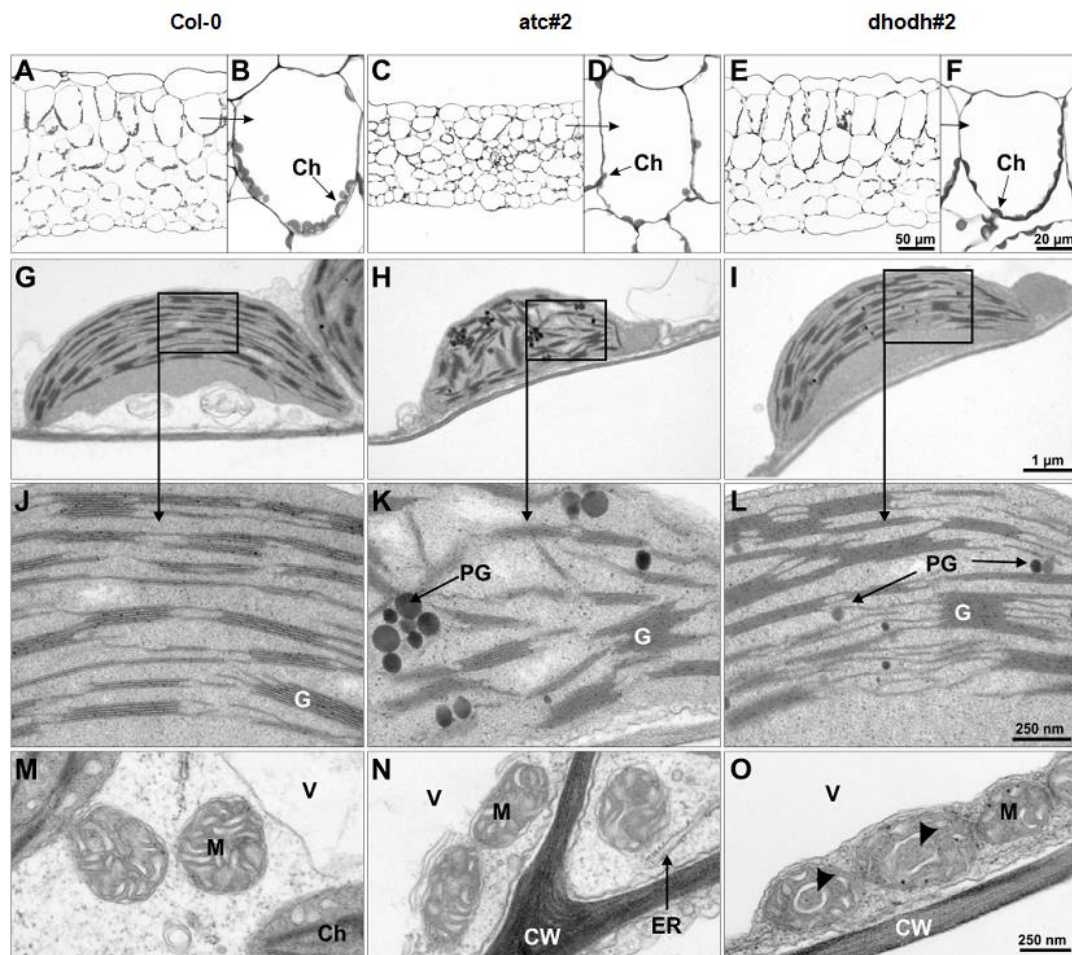 Col-0 atc#2 dhodh#2
A B C D E F
Ch Ch Ch
50 µm 20 µm
G H I
1 µm
J K L
PG PG
G G G
250 nm
M N O
V V V
M M M
Ch CW ER CW
250 nm